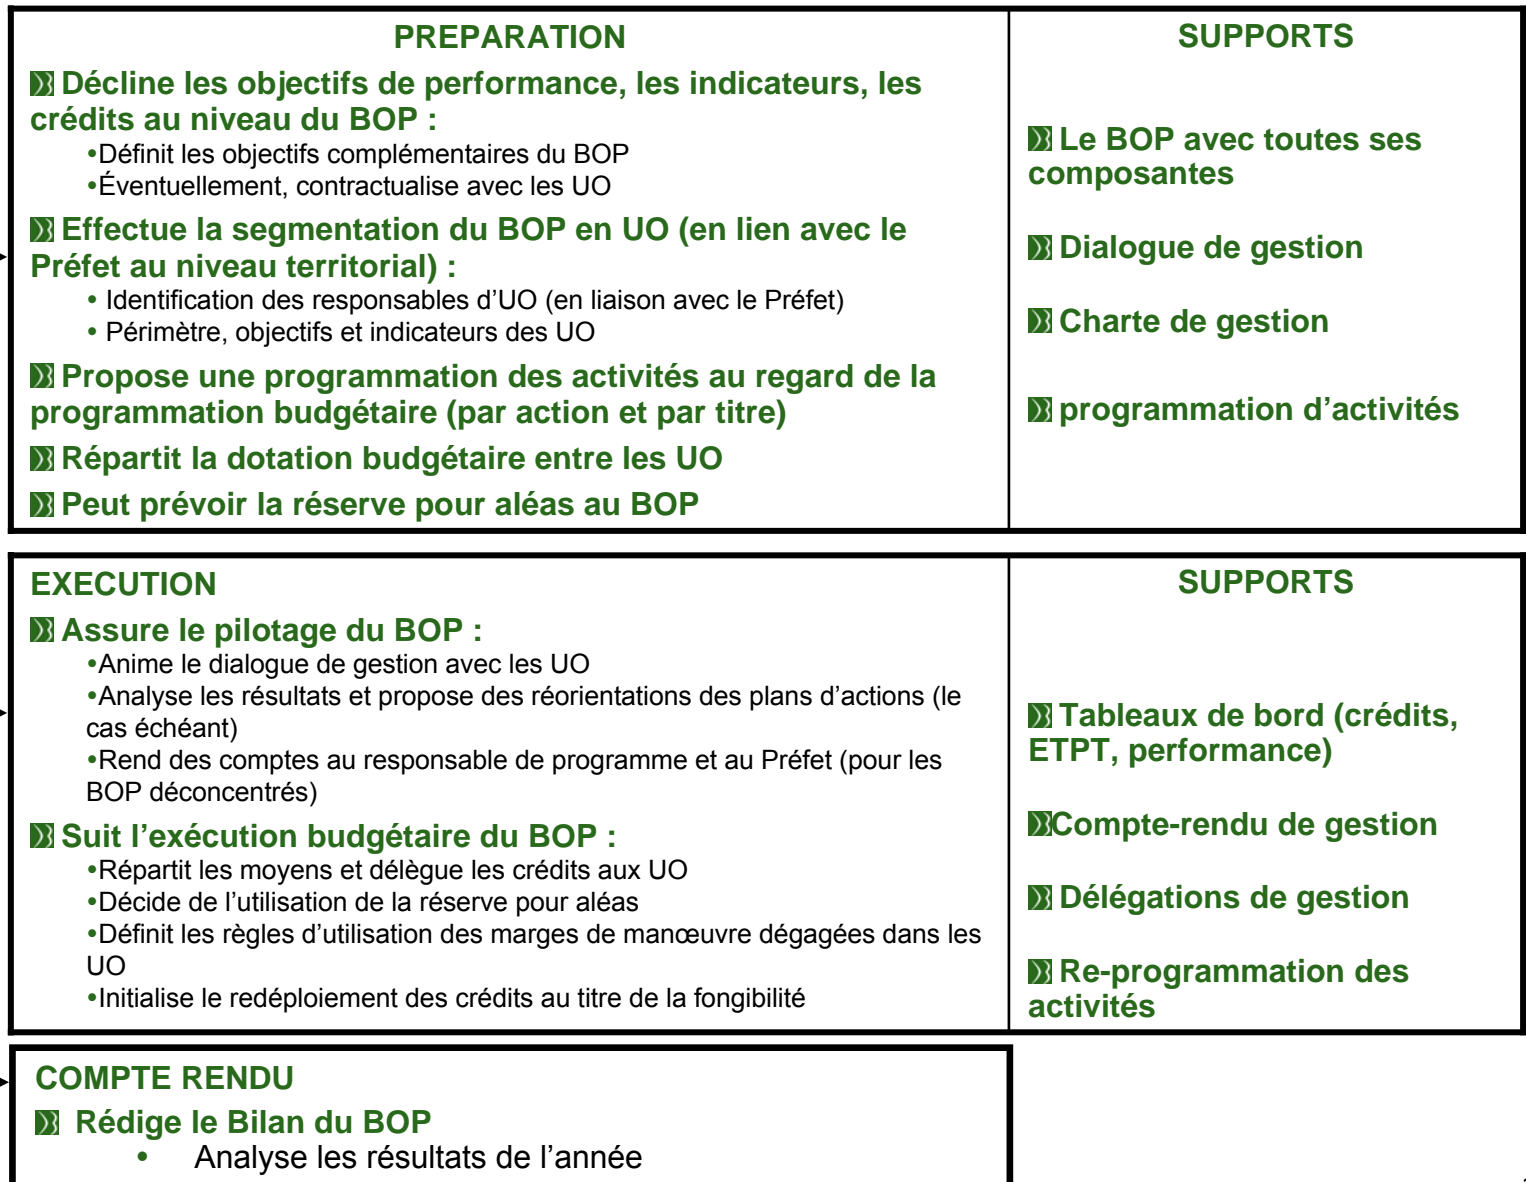 PREPARATION
Décline les objectifs de performance, les indicateurs, les
crédits au niveau du BOP :
•Définit les objectifs complémentaires du BOP
•Éventuellement, contractualise avec les UO
Effectue la segmentation du BOP en UO (en lien avec le
Préfet au niveau territorial) :
• Identification des responsables d’UO (en liaison avec le Préfet)
• Périmètre, objectifs et indicateurs des UO
Propose une programmation des activités au regard de la
programmation budgétaire (par action et par titre)
Répartit la dotation budgétaire entre les UO
Peut prévoir la réserve pour aléas au BOP
SUPPORTS
Le BOP avec toutes ses
composantes
Dialogue de gestion
Charte de gestion
programmation d’activités
EXECUTION
Assure le pilotage du BOP :
•Anime le dialogue de gestion avec les UO
•Analyse les résultats et propose des réorientations des plans d’actions (le
cas échéant)
•Rend des comptes au responsable de programme et au Préfet (pour les
BOP déconcentrés)
Suit l’exécution budgétaire du BOP :
•Répartit les moyens et délègue les crédits aux UO
•Décide de l’utilisation de la réserve pour aléas
•Définit les règles d’utilisation des marges de manœuvre dégagées dans les
UO
•Initialise le redéploiement des crédits au titre de la fongibilité
SUPPORTS
Tableaux de bord (crédits,
ETPT, performance)
Compte-rendu de gestion
Délégations de gestion
Re-programmation des
activités
COMPTE RENDU
Rédige le Bilan du BOP
• Analyse les résultats de l’année